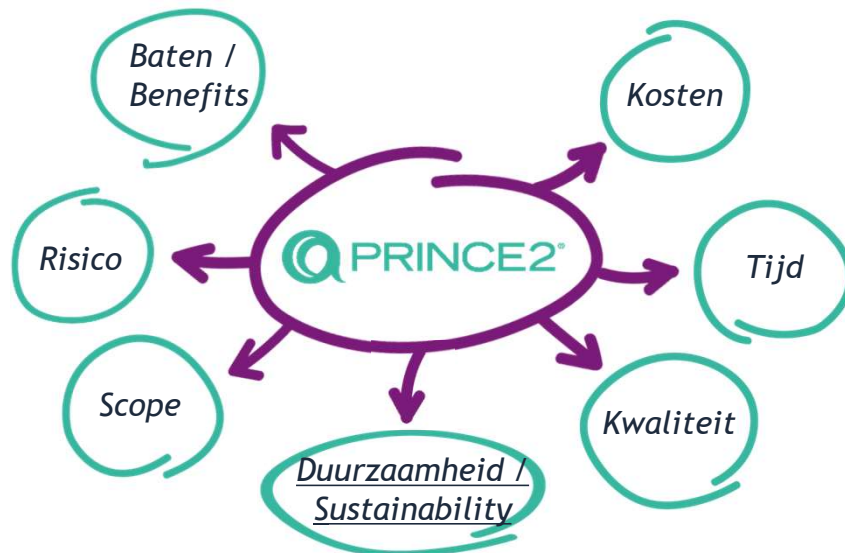 Baten /
Benefits
Kosten
Risico
PRINCE2®
Tijd
Scope
Kwaliteit
Duurzaamheid /
Sustainability